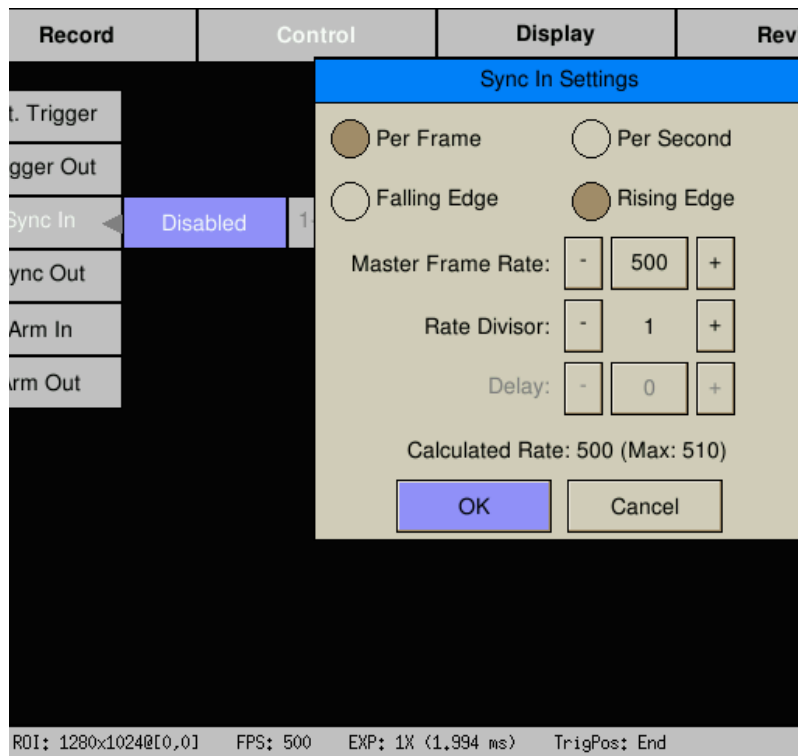 Record Control Display Rev
Sync In Settings
t. Trigger
Per Frame Per Second
gger Out
Falling Edge Rising Edge
Sync In Disabled 1-
Master Frame Rate: - 500 +
ync Out
Rate Divisor: - 1 +
Arm In
Arm Out
Delay: - 0 +
Calculated Rate: 500 (Max: 510)
OK Cancel
ROI: 1280x1024@[0,0] FPS: 500 EXP: 1X (1.994 ms) TrigPos: End